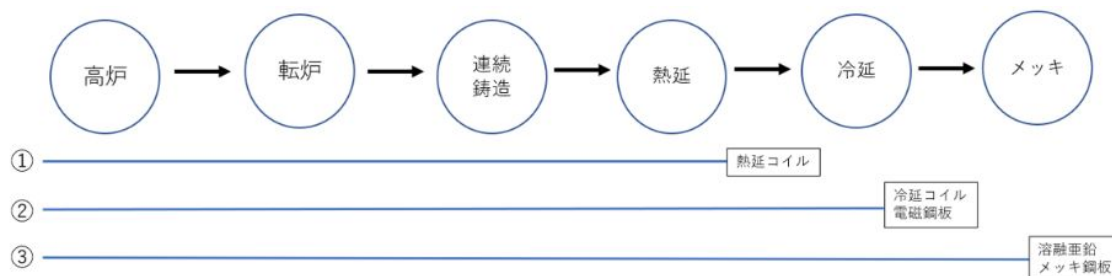 高炉
転炉
連続
鋳造
熱延
冷延
メッキ
①
熱延コイル
②
冷延コイル
電磁鋼板
③
溶融亜鉛
メッキ鋼板